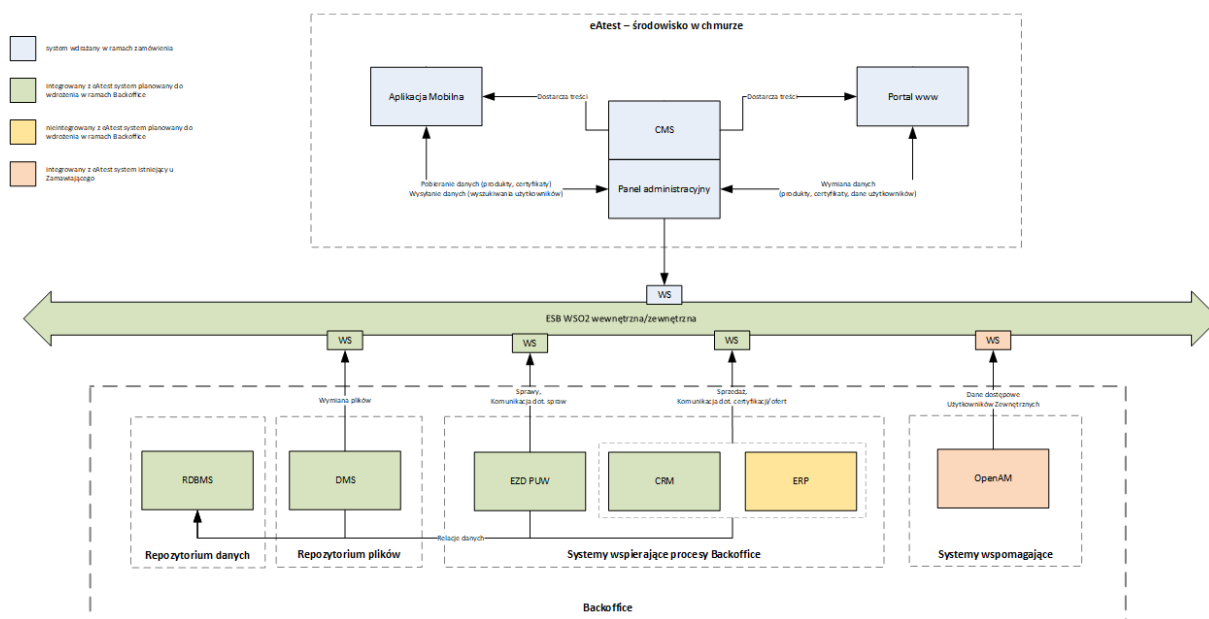 eAtest – środowisko w chmurze
system wdrażany w ramach zamówienia
integrowany z eAtest system planowany do
wdrożenia w ramach Backoffice
nieintegrowany z eAtest system planowany do
wdrożenia w ramach Backoffice
integrowany z eAtest system istniejący u
Zamawiającego
Aplikacja Mobilna
Dostarcza treści
CMS
Dostarcza treści
Portal www
Pobieranie danych (produkty, certyfikaty)
Wysyłanie danych (wyszukiwania użytkowników)
Panel administracyjny
Wymiana danych
(produkty, certyfikaty, dane użytkowników)
WS
ESB WSO2 wewnętrzna/zewnętrzna
WS
WS
WS
WS
Wymiana plików
Sprawy,
Komunikacja dot. spraw
Sprzedaż,
Komunikacja dot. certyfikacji/ofert
Dane dostępowe
Użytkowników Zewnętrznych
RDBMS
DMS
EZD PUW
CRM
ERP
OpenAM
Relacje danych
Repozytorium danych
Repozytorium plików
Systemy wspierające procesy Backoffice
Systemy wspomagające
Backoffice